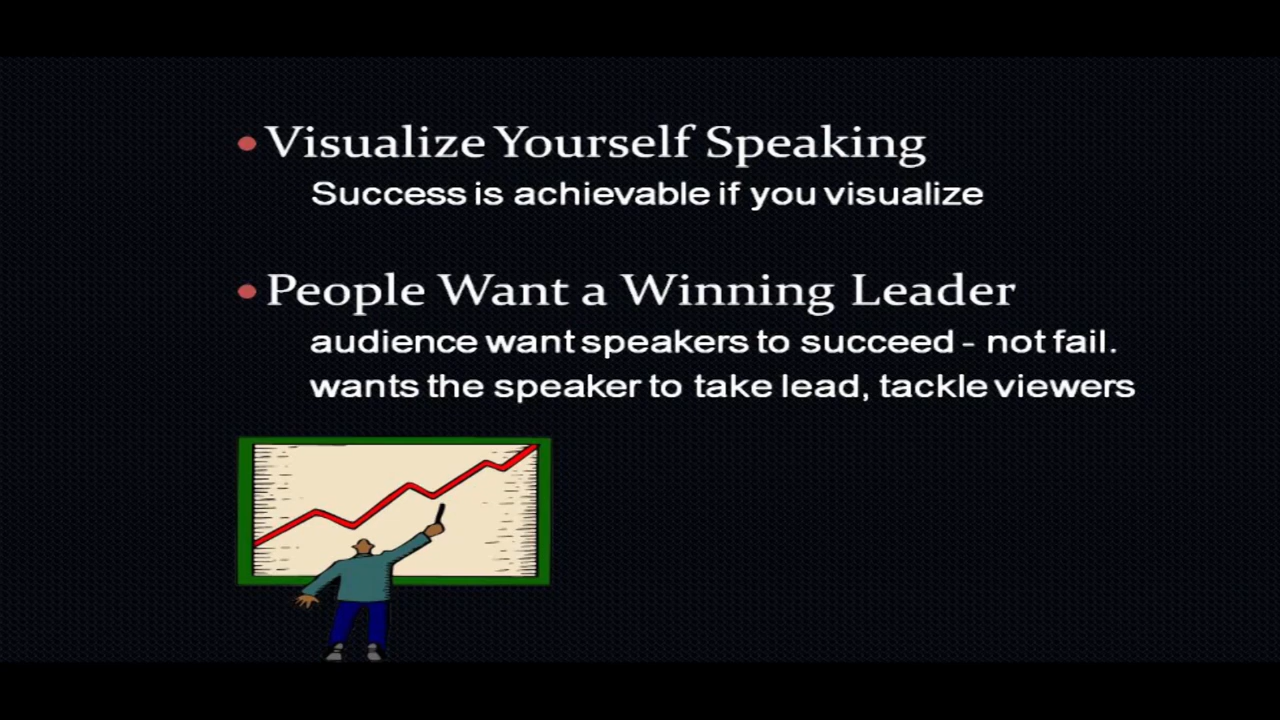 • Visualize Yourself Speaking
Success is achievable if you visualize
• People Want a Winning Leader
audience want speakers to succeed - not fail.
wants the speaker to take lead, tackle viewers